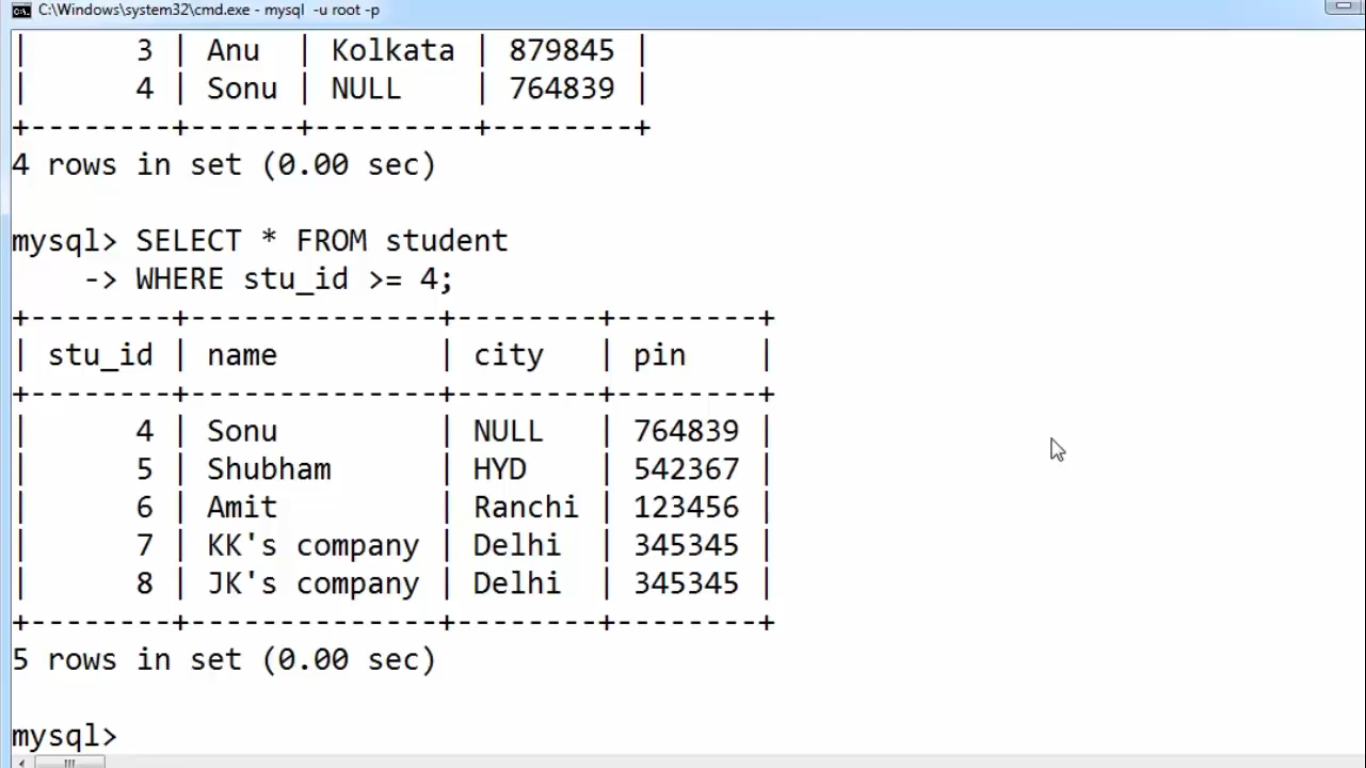 C:\Windows\system32\cmd.exe - mysql  -u root -p
|      3 | Anu  | Kolkata | 879845 |
|      4 | Sonu | NULL    | 764839 |
+--------+------+---------+--------+
4 rows in set (0.00 sec)
mysql> SELECT * FROM student
    -> WHERE stu_id >= 4;
+--------+--------------+--------+--------+
| stu_id | name         | city   | pin    |
+--------+--------------+--------+--------+
|      4 | Sonu         | NULL   | 764839 |
|      5 | Shubham      | HYD    | 542367 |
|      6 | Amit         | Ranchi | 123456 |
|      7 | KK's company | Delhi  | 345345 |
|      8 | JK's company | Delhi  | 345345 |
+--------+--------------+--------+--------+
5 rows in set (0.00 sec)
mysql>